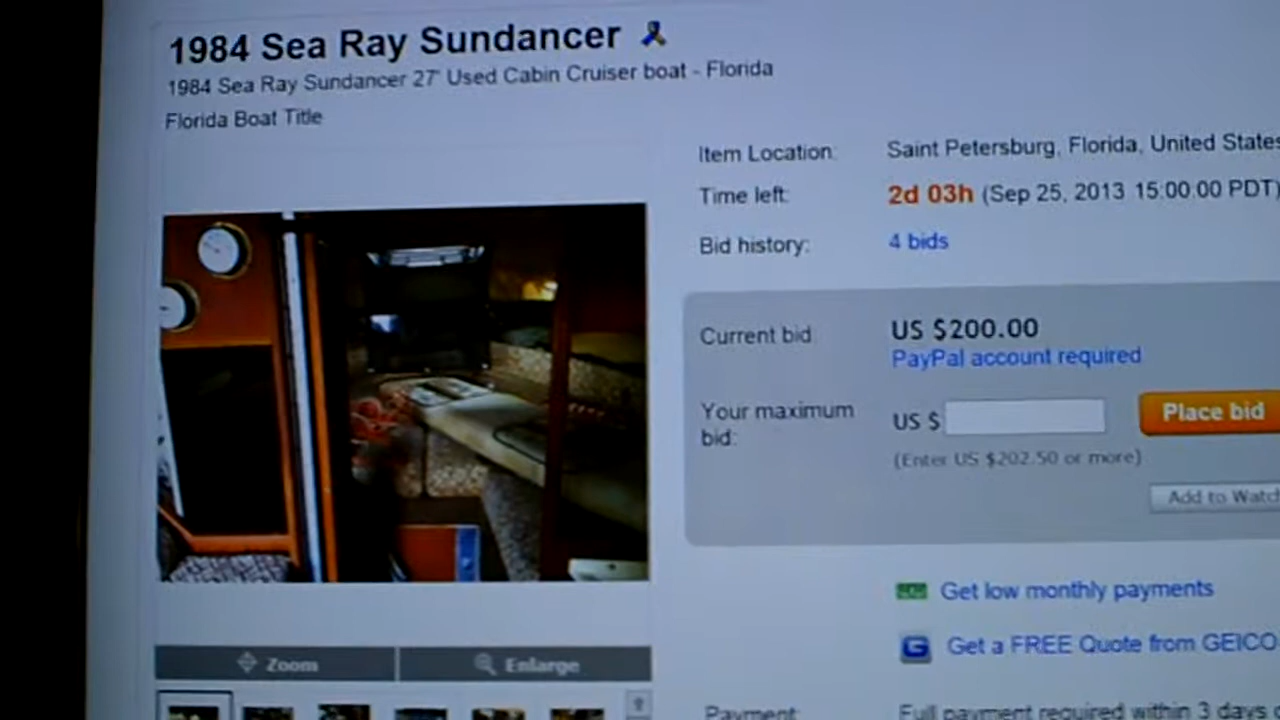 1984 Sea Ray Sundancer
1984 Sea Ray Sundancer 27' Used Cabin Cruiser boat - Florida
Florida Boat Title
Item Location: Saint Petersburg, Florida, United States
Time left: 2d 03h (Sep 25, 2013 15:00:00 PDT)
Bid history: 4 bids
Current bid: US $200.00
PayPal account required
Your maximum bid: US $
Place bid
(Enter US $202.50 or more)
Add to Watch
Get low monthly payments
G Get a FREE Quote from GEICO
Zoom Enlarge
Payment: Full payment required within 3 days